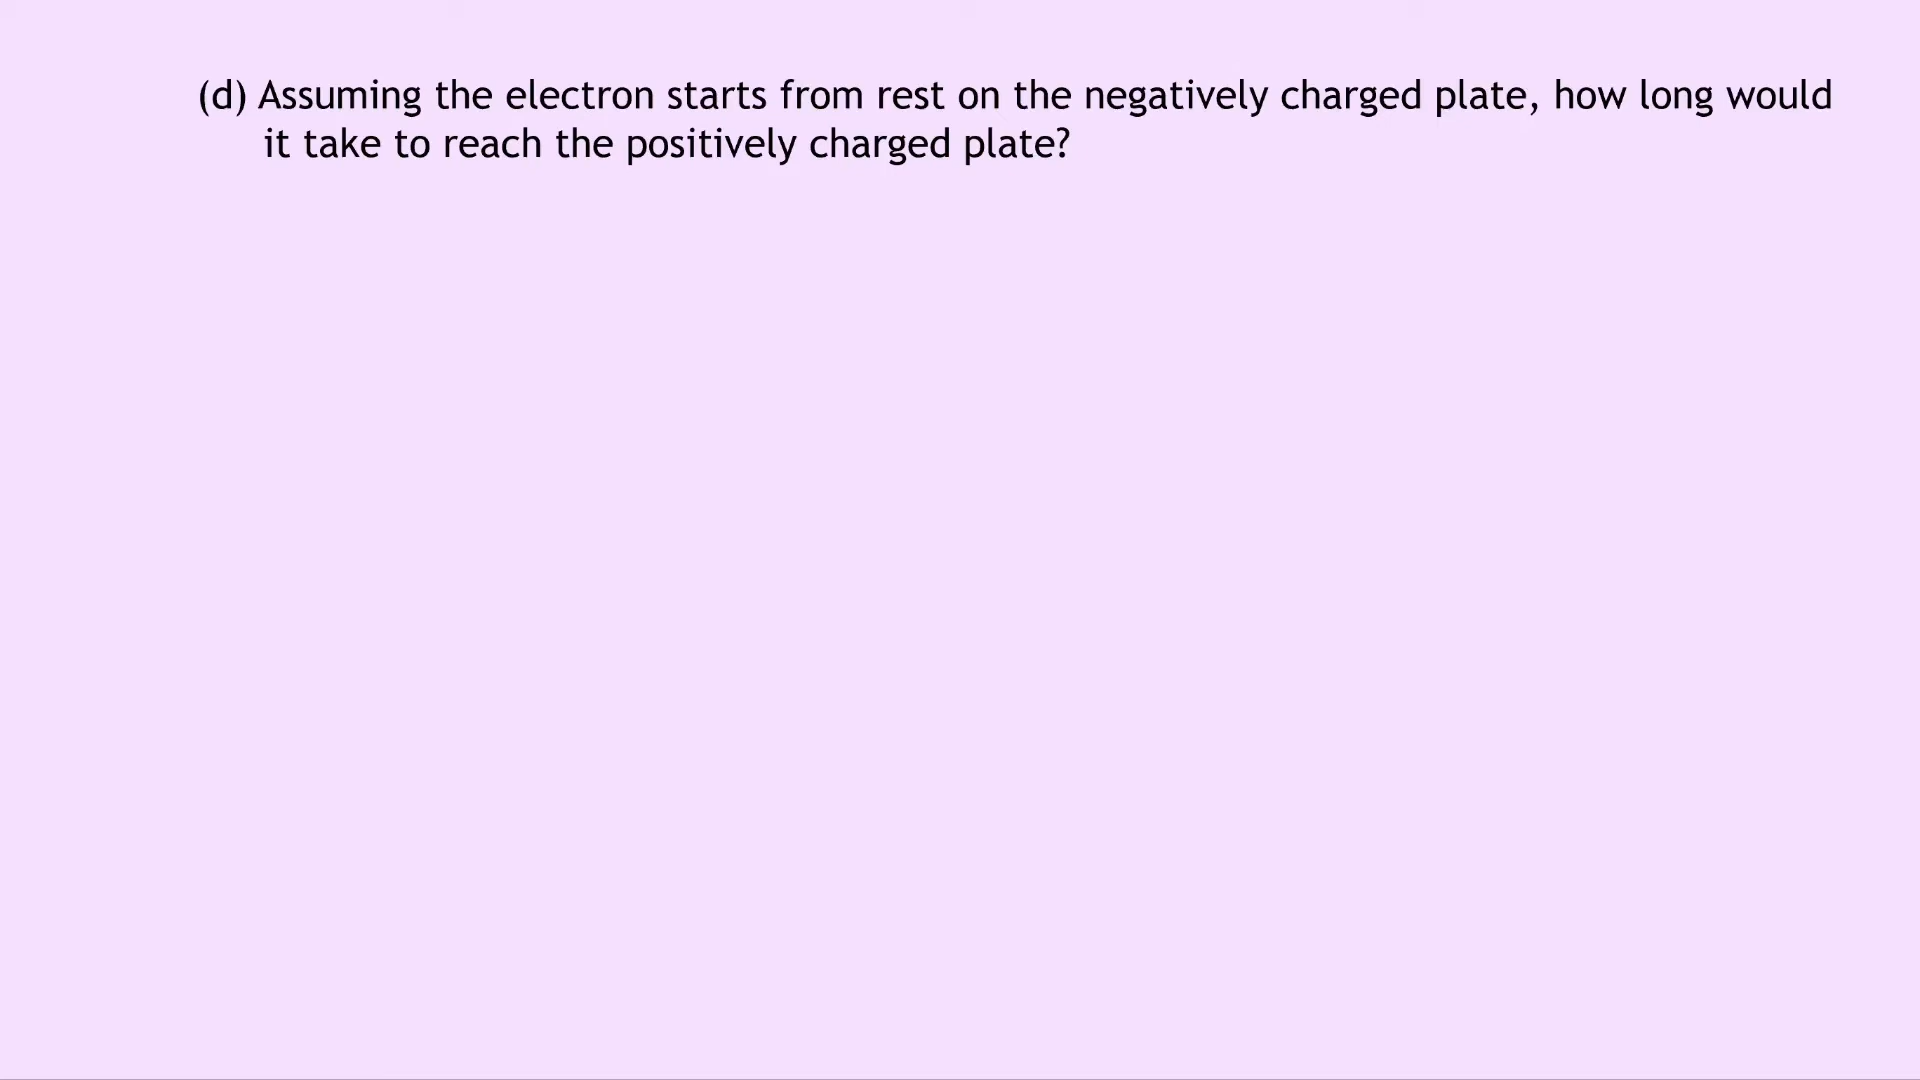 (d) Assuming the electron starts from rest on the negatively charged plate, how long would
it take to reach the positively charged plate?